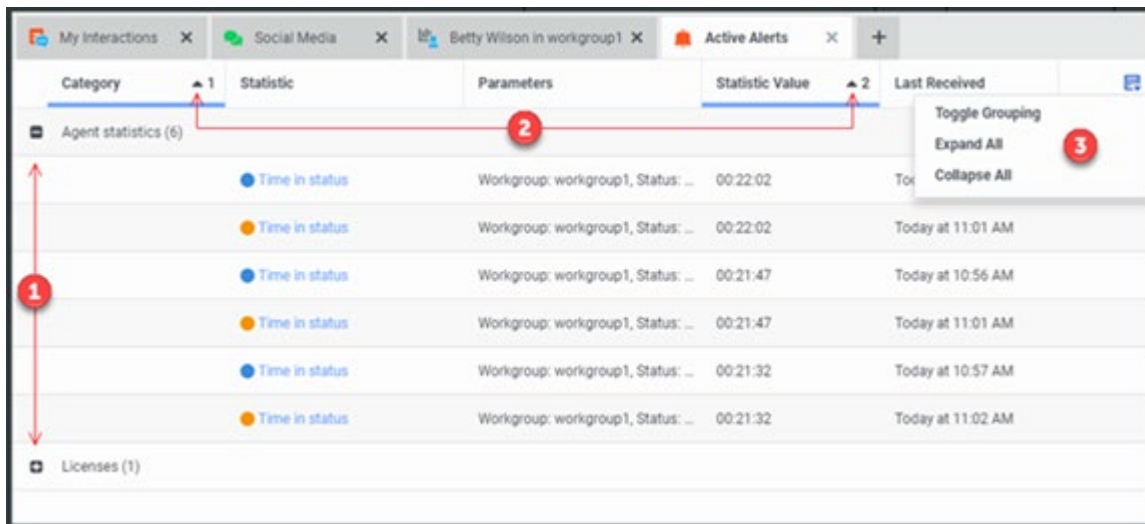 My Interactions Social Media Betty Wilson in workgroup1 Active Alerts
Category 1 Statistic Parameters Statistic Value 2 Last Received
Toggle Grouping
Agent statistics (6) 2
Expand All 3
Collapse All
Time in status Workgroup: workgroup1, Status: ... 00:22:02
Time in status Workgroup: workgroup1, Status: ... 00:22:02 Today at 11:01 AM
1 Time in status Workgroup: workgroup1, Status: ... 00:21:47 Today at 10:56 AM
Time in status Workgroup: workgroup1, Status: ... 00:21:47 Today at 11:01 AM
Time in status Workgroup: workgroup1, Status: ... 00:21:32 Today at 10:57 AM
Time in status Workgroup: workgroup1, Status: ... 00:21:32 Today at 11:02 AM
Licenses (1)